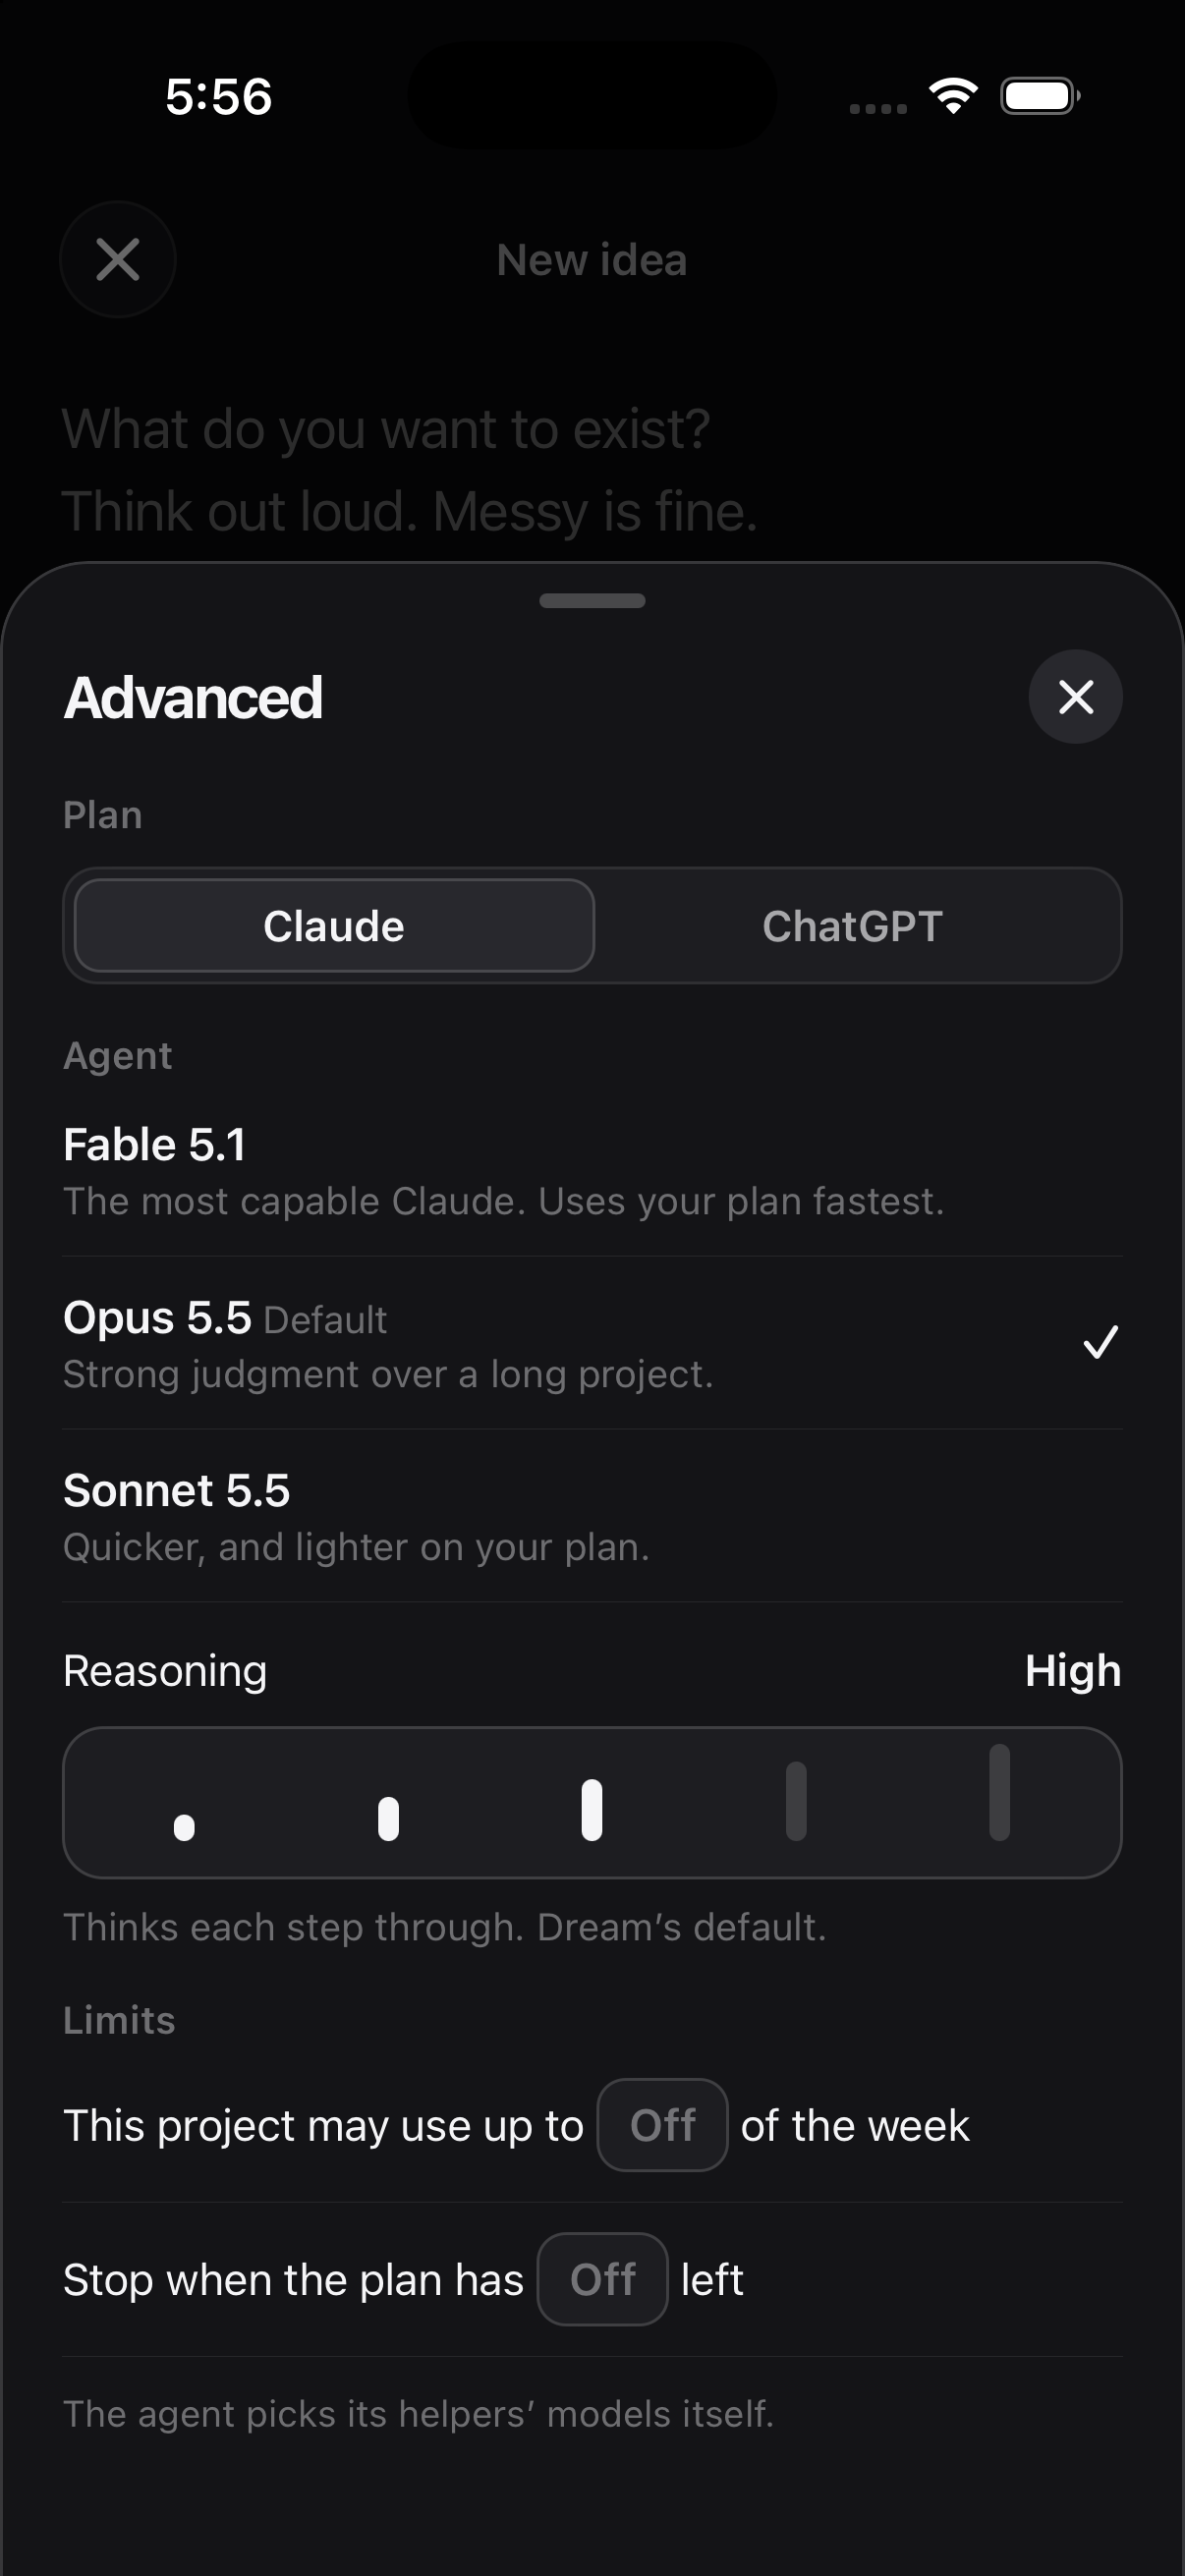 5:56
New idea
What do you want to exist?
Think out loud. Messy is fine.
Advanced
Plan
Claude
ChatGPT
Agent
Fable 5.1
The most capable Claude. Uses your plan fastest.
Opus 5.5 Default
Strong judgment over a long project.
Sonnet 5.5
Quicker, and lighter on your plan.
Reasoning High
Thinks each step through. Dream’s default.
Limits
This project may use up to Off of the week
Stop when the plan has Off left
The agent picks its helpers’ models itself.